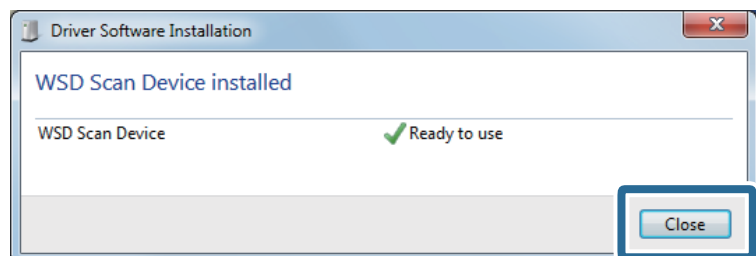 Driver Software Installation
WSD Scan Device installed
WSD Scan Device Ready to use
Close